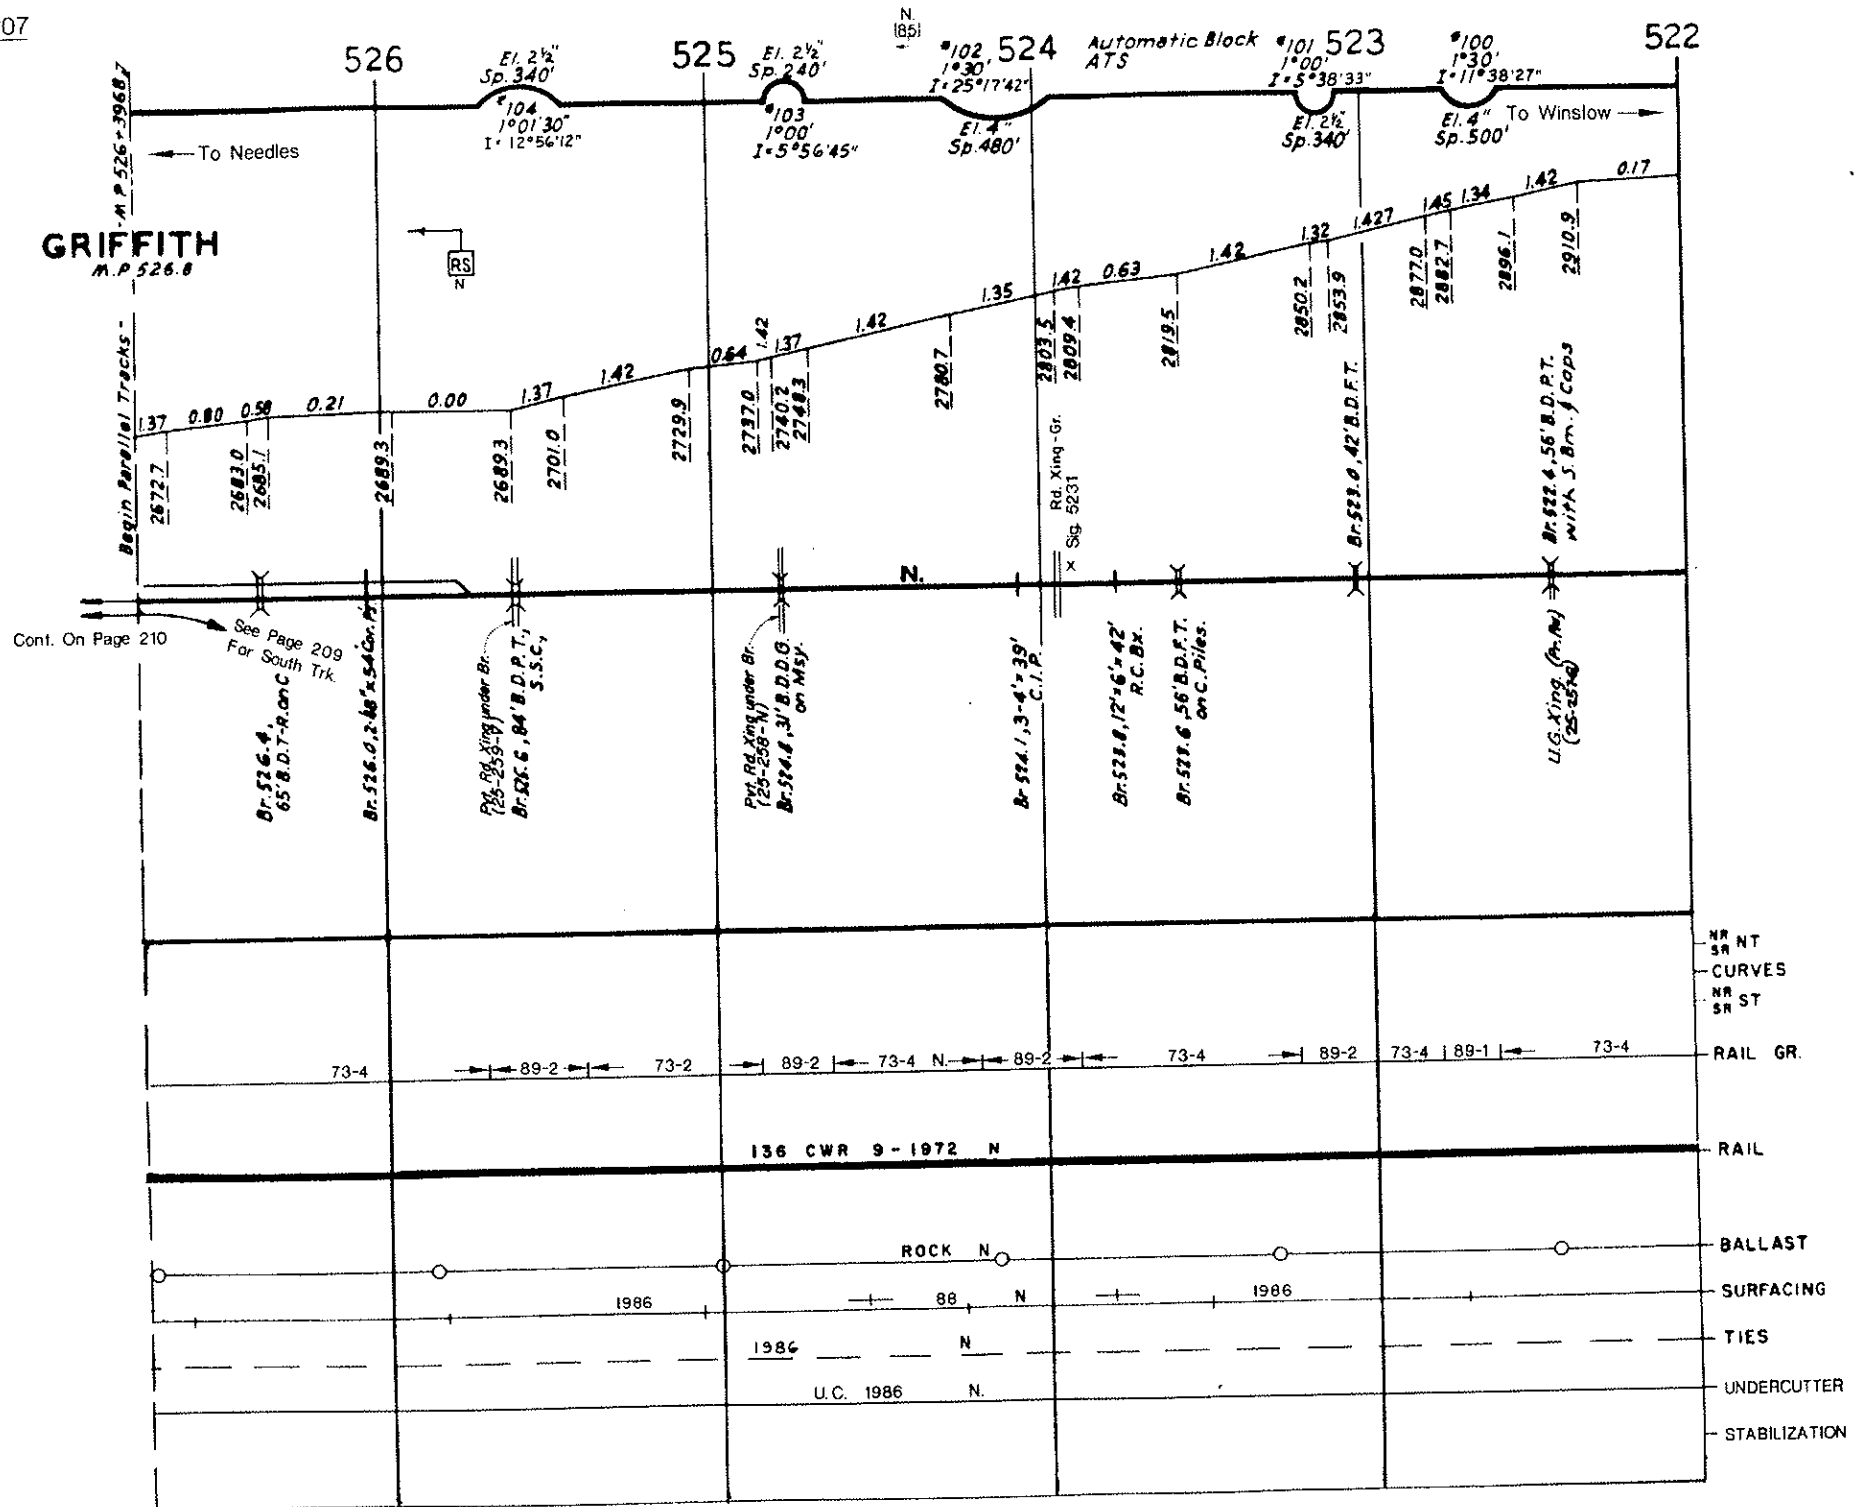 07
N.
(85)
526
525
524
523
522
Automatic Block
ATS
El. 2½"
Sp. 340'
#104
1°01'30"
I=12°56'12"
El. 2½"
Sp. 240'
#103
1°00'
I=5°56'45"
#102
1°30'
I=25°17'42"
El. 4"
Sp. 480'
#101
1°00'
I=5°38'33"
El. 2½"
Sp. 340'
#100
1°30'
I=11°38'27"
El. 4"
Sp. 500'
To Winslow
To Needles
M.P 526+3968.7
GRIFFITH
M.P 526.8
RS
N
Begin Parallel Tracks-
1.37
0.80
0.58
0.21
0.00
1.37
1.42
0.64
1.42
1.37
1.42
1.35
1.42
0.63
1.42
1.32
1.427
1.45
1.34
1.42
0.17
2672.7
2683.0
2685.1
2689.3
2689.3
2701.0
2729.9
2737.0
2740.2
2748.3
2780.7
2803.5
2809.4
2819.5
2850.2
2853.9
2877.0
2882.7
2896.1
2910.9
Rd. Xing-Gr.
x Sig. 5231
Br. 523.0, 42' B.D.F.T.
Br. 522.4, 56' B.D.P.T.
with S. Bm. & Caps
N.
Cont. On Page 210
See Page 209
For South Trk.
Br. 526.4,
65' B.D.T-R. on C
Br. 526.0,
Pvt. Rd. Xing under Br.
(25-259-V)
84' B.D.P.T.,
S.S.C.,
Pvt. Rd. Xing under Br.
(25-258-N)
Br. 524.8, 31' B.D.D.G.
on Msy.
Br 524.1, 3-4'x39'
C.I.P.
Br. 523.8, 12'x6'x42'
R.C. Bx.
Br. 523.6, 56' B.D.F.T.
on C. Piles.
U.G. Xing.
NR
SR NT
CURVES
NR
SR ST
73-4
89-2
73-2
89-2
73-4 N.
89-2
73-4
89-2
73-4
89-1
73-4
RAIL GR.
136 CWR 9-1972 N
RAIL
ROCK N
BALLAST
1986
88 N
1986
SURFACING
1986 N
TIES
U.C. 1986 N.
UNDERCUTTER
STABILIZATION